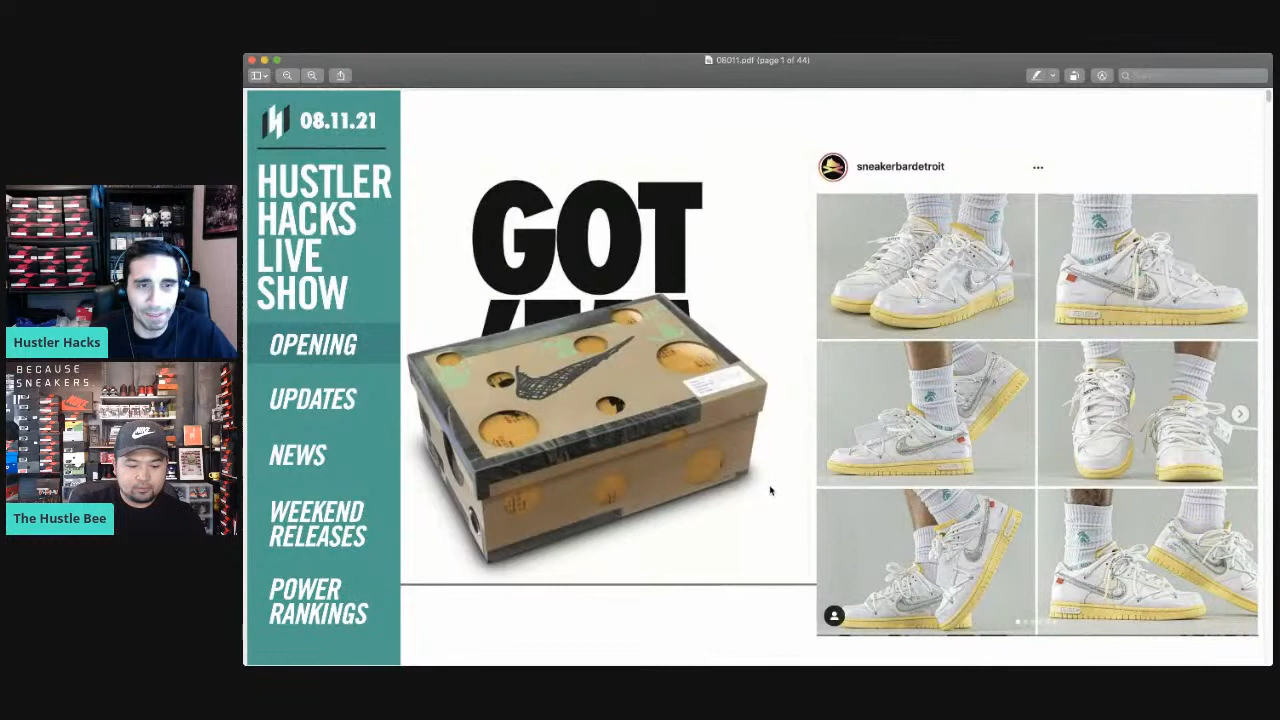 08011.pdf (page 1 of 44)
08.11.21
HUSTLER
HACKS
LIVE
SHOW
OPENING
UPDATES
NEWS
WEEKEND
RELEASES
POWER
RANKINGS
GOT
sneakerbardetroit
Hustler Hacks
BECAUSE
SNEAKERS.
The Hustle Bee